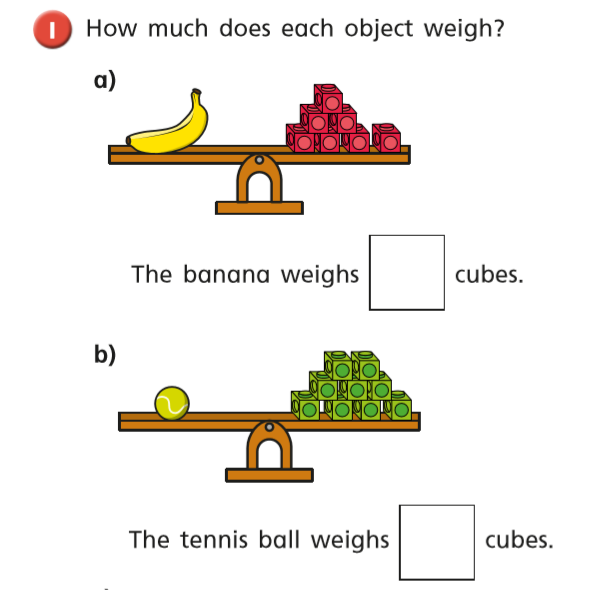 1 How much does each object weigh?
a)
The banana weighs cubes.
b)
The tennis ball weighs cubes.